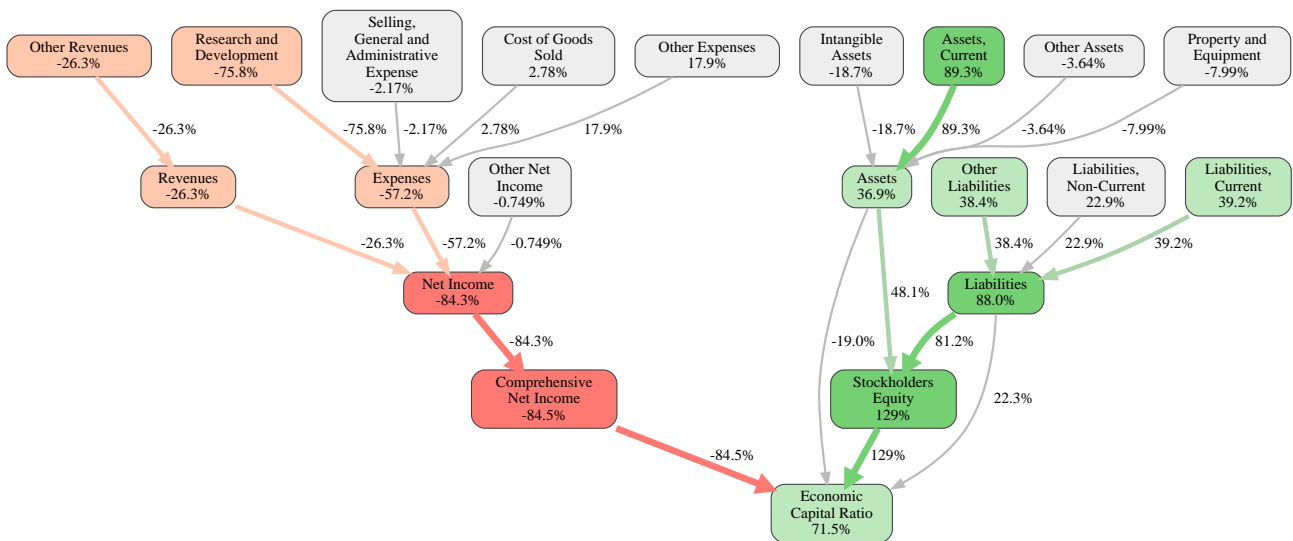 Other Revenues
-26.3%
Research and
Development
-75.8%
Selling,
General and
Administrative
Expense
-2.17%
Cost of Goods
Sold
2.78%
Other Expenses
17.9%
Intangible
Assets
-18.7%
Assets,
Current
89.3%
Other Assets
-3.64%
Property and
Equipment
-7.99%
-26.3%
-75.8%
-2.17%
2.78%
17.9%
-18.7%
89.3%
-3.64%
-7.99%
Revenues
-26.3%
Expenses
-57.2%
Other Net
Income
-0.749%
Assets
36.9%
Other
Liabilities
38.4%
Liabilities,
Non-Current
22.9%
Liabilities,
Current
39.2%
-26.3%
-57.2%
-0.749%
38.4%
22.9%
39.2%
Net Income
-84.3%
48.1%
Liabilities
88.0%
-84.3%
-19.0%
81.2%
Comprehensive
Net Income
-84.5%
Stockholders
Equity
129%
22.3%
-84.5%
129%
Economic
Capital Ratio
71.5%